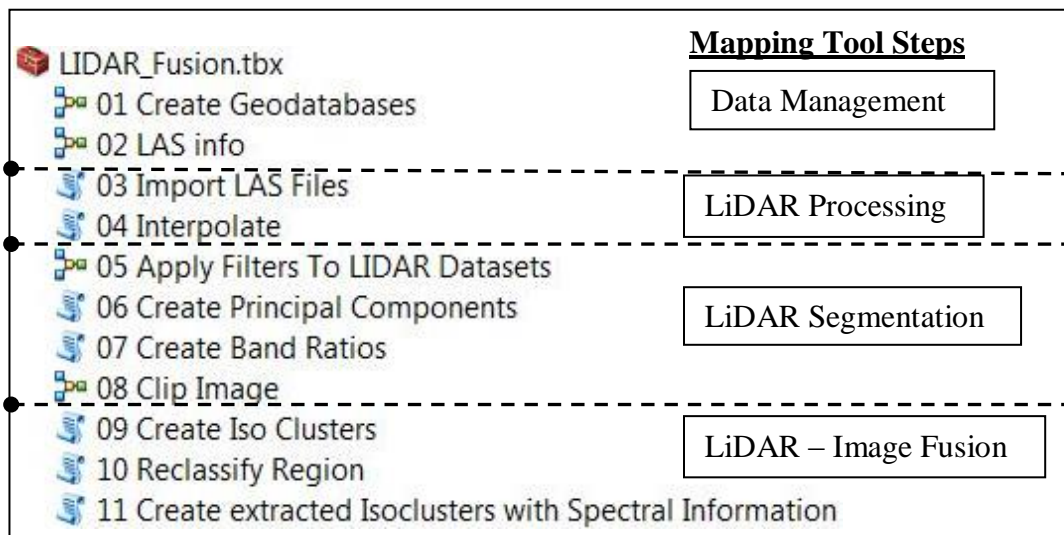 Mapping Tool Steps
LIDAR_Fusion.tbx
01 Create Geodatabases
Data Management
02 LAS info
03 Import LAS Files
LiDAR Processing
04 Interpolate
05 Apply Filters To LIDAR Datasets
06 Create Principal Components
LiDAR Segmentation
07 Create Band Ratios
08 Clip Image
09 Create Iso Clusters
LiDAR – Image Fusion
10 Reclassify Region
11 Create extracted Isoclusters with Spectral Information